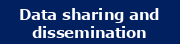 Data sharing and
dissemination